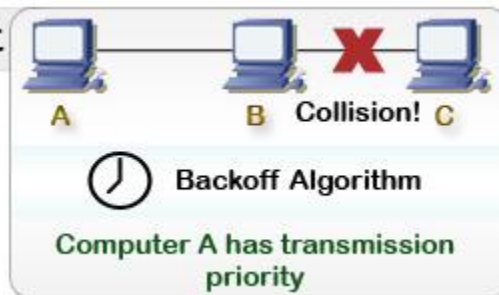 A B Collision! C
Backoff Algorithm
Computer A has transmission
priority